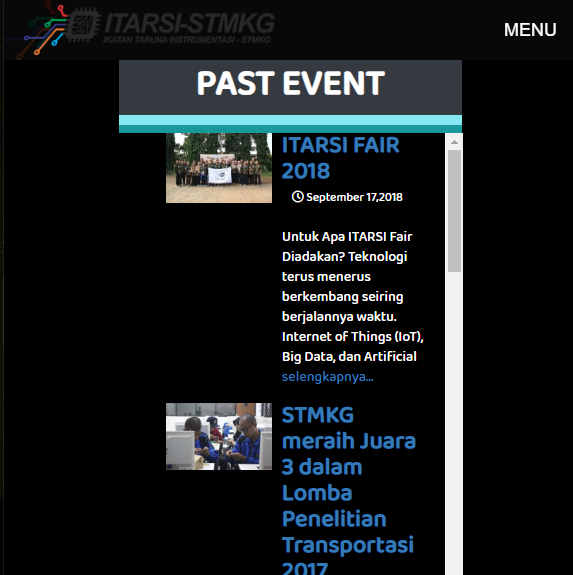 ITARSI-STMKG
IKATAN TARUNA INSTRUMENTASI - STMKG
MENU
PAST EVENT
ITARSI FAIR
2018
September 17,2018
Untuk Apa ITARSI Fair
Diadakan? Teknologi
terus menerus
berkembang seiring
berjalannya waktu.
Internet of Things (IoT),
Big Data, dan Artificial
selengkapnya...
STMKG
meraih Juara
3 dalam
Lomba
Penelitian
Transportasi
2017